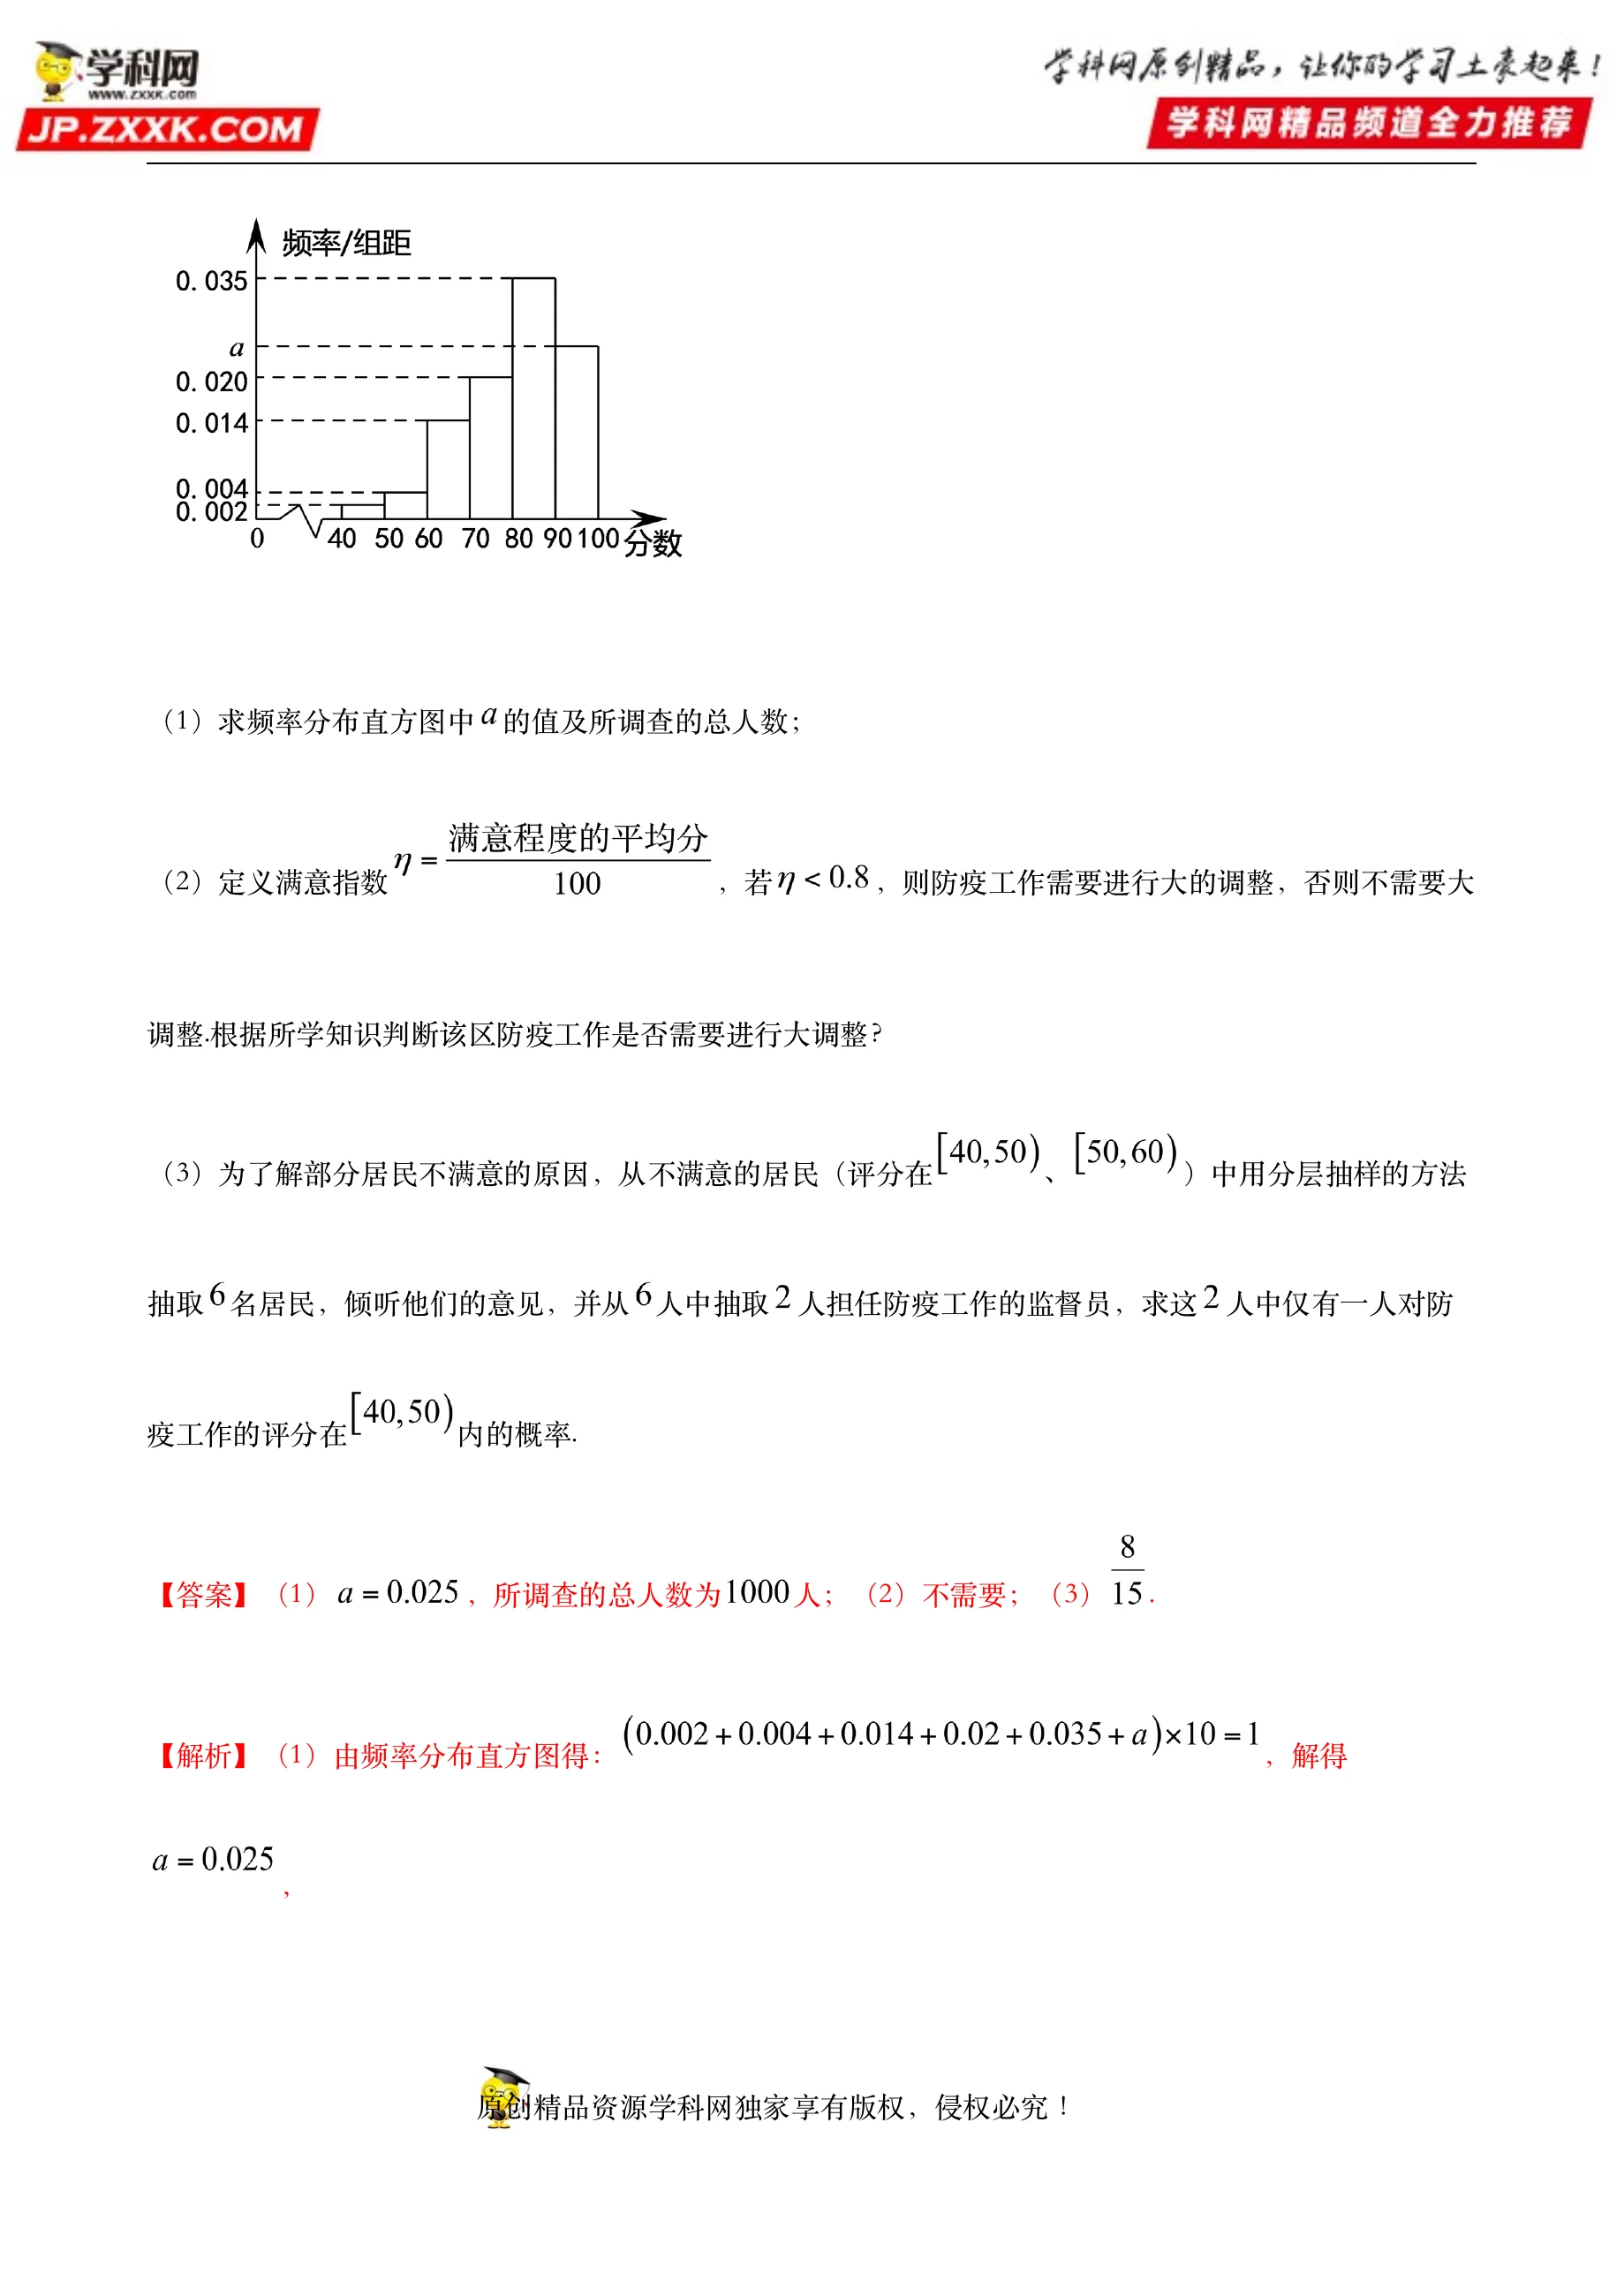 学科网
www.zxxk.com
JP.ZXXK.COM
学科网原创精品，让你的学习土豪起来！
学科网精品频道全力推荐
频率/组距
0.035
a
0.020
0.014
0.004
0.002
0 40 50 60 70 80 90 100 分数
（1）求频率分布直方图中 a 的值及所调查的总人数；
（2）定义满意指数 η = 满意程度的平均分/100，若 η < 0.8，则防疫工作需要进行大的调整，否则不需要大
调整.根据所学知识判断该区防疫工作是否需要进行大调整？
（3）为了解部分居民不满意的原因，从不满意的居民（评分在[40,50)、[50,60)）中用分层抽样的方法
抽取 6 名居民，倾听他们的意见，并从 6 人中抽取 2 人担任防疫工作的监督员，求这 2 人中仅有一人对防
疫工作的评分在[40,50)内的概率.
【答案】（1）a = 0.025，所调查的总人数为1000人；（2）不需要；（3）8/15.
【解析】（1）由频率分布直方图得：(0.002+0.004+0.014+0.02+0.035+a)×10=1，解得
a = 0.025，
原创精品资源学科网独家享有版权，侵权必究！